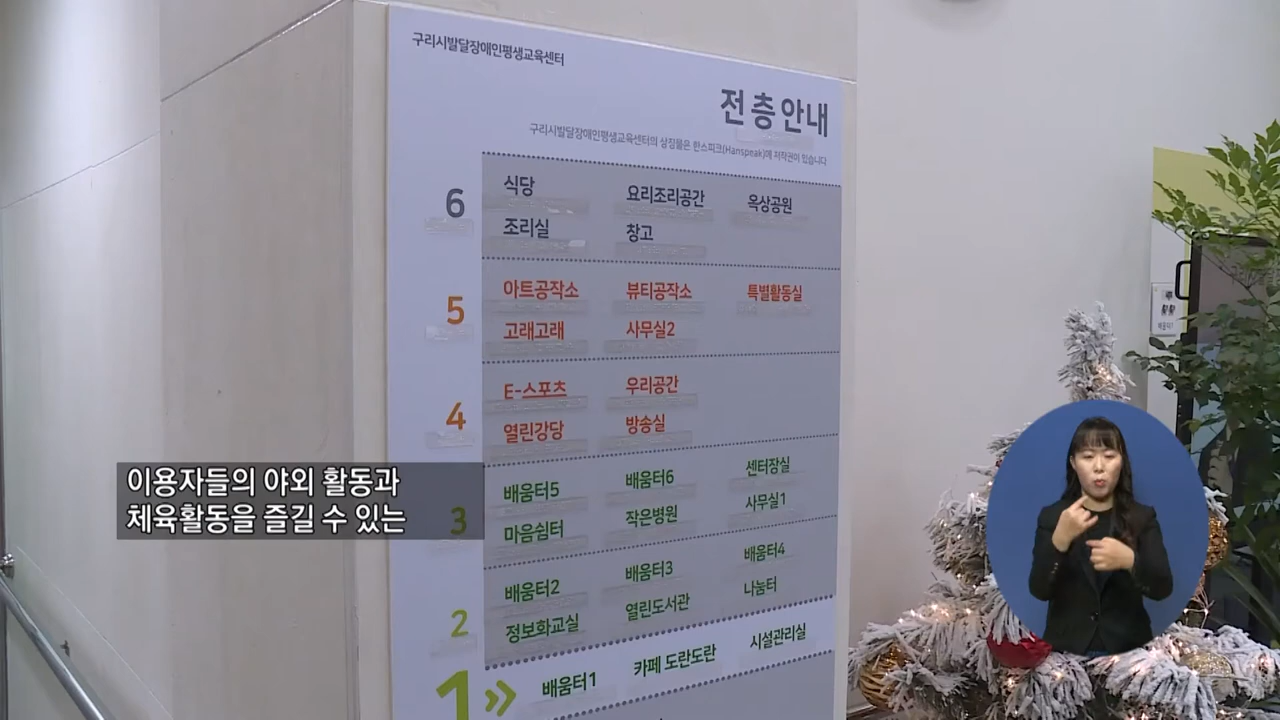 구리시발달장애인평생교육센터
전 층 안내
구리시발달장애인평생교육센터의 상징물은 한스피크(Hanspeak)에 저작권이 있습니다
6
식당 요리조리공간 옥상공원
조리실 창고
5
아트공작소 뷰티공작소 특별활동실
고래고래 사무실2
4
E-스포츠 우리공간
열린강당 방송실
3
배움터5 배움터6 센터장실
마음쉼터 작은병원 사무실1
2
배움터2 배움터3 배움터4
정보화교실 열린도서관 나눔터
1 »
배움터1 카페 도란도란 시설관리실
이용자들의 야외 활동과
체육활동을 즐길 수 있는